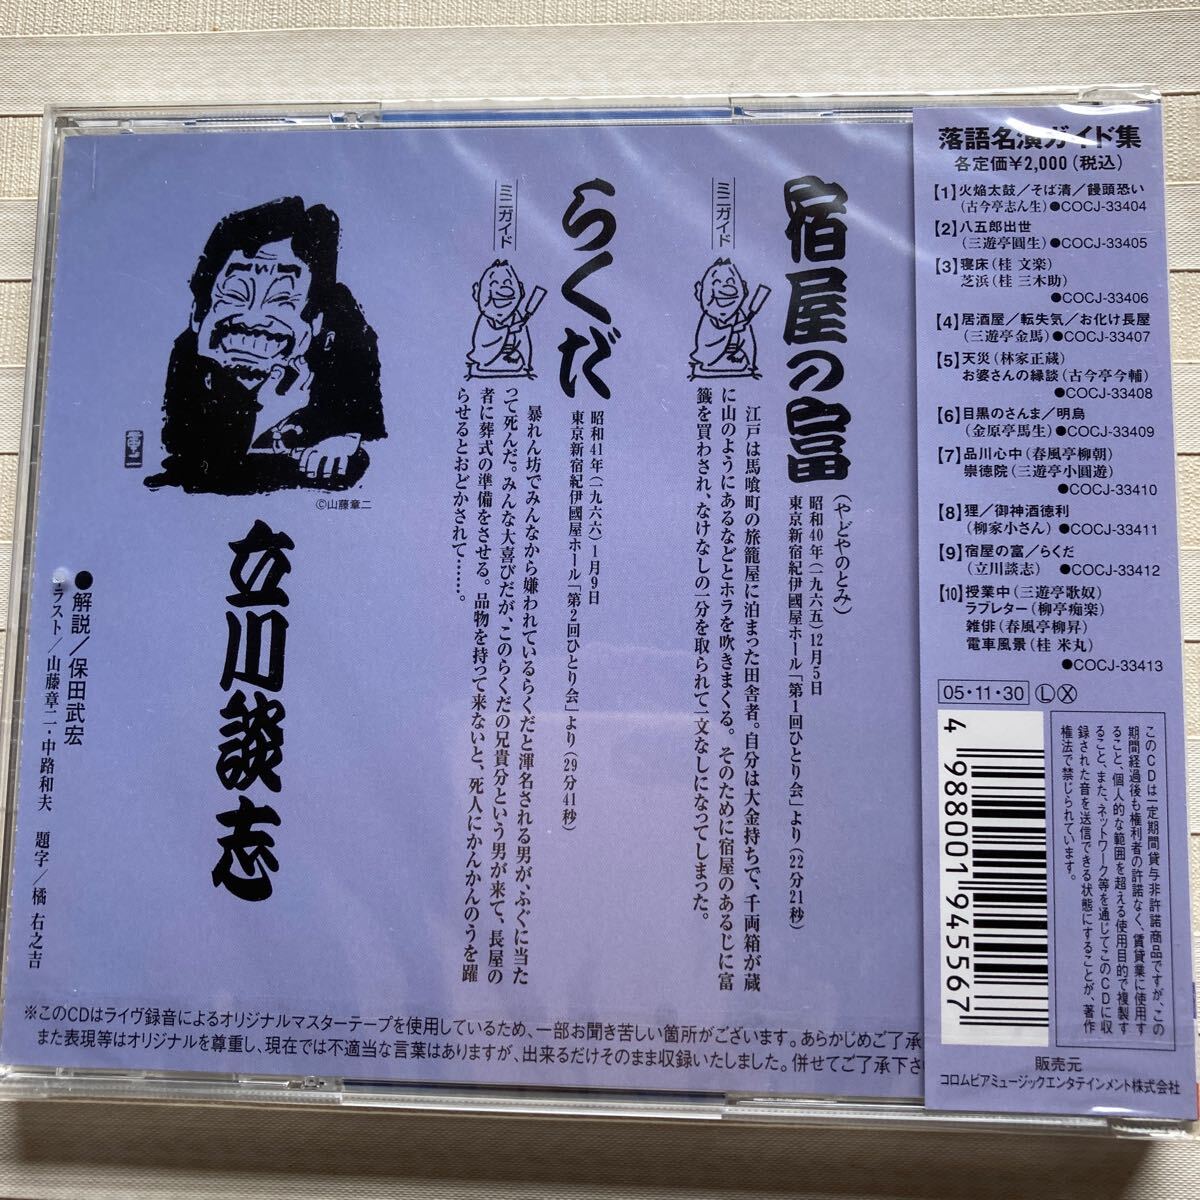 宿屋の富
(やどやのとみ)
昭和40年(一九六五)12月5日
東京新宿紀伊國屋ホール「第1回ひとり会」より(22分21秒)
ミニガイド
江戸は馬喰町の旅籠屋に泊まった田舎者。自分は大金持ちで、千両箱が蔵
に山のようにあるなどとホラを吹きまくる。そのために宿屋のあるじに富
籤を買わされ、なけなしの一分を取られて一文なしになってしまった。
らくだ
昭和41年(一九六六)1月9日
東京新宿紀伊國屋ホール「第2回ひとり会」より(29分41秒)
ミニガイド
暴れん坊でみんなから嫌われているらくだと渾名される男が、ふぐに当た
って死んだ。みんな大喜びだが、このらくだの兄貴分という男が来て、長屋の
者に葬式の準備をさせる。品物を持って来ないと、死人にかんかんのうを躍
らせるとおどかされて……。
©山藤章二
立川談志
●解説/保田武宏
イラスト/山藤章二・中路和夫 題字/橘 右之吉
※このCDはライヴ録音によるオリジナルマスターテープを使用しているため、一部お聞き苦しい箇所がございます。あらかじめご了承
また表現等はオリジナルを尊重し、現在では不適当な言葉はありますが、出来るだけそのまま収録いたしました。併せてご了承下さ
落語名演ガイド集
各定価¥2,000(税込)
【1】火焔太鼓/そば清/饅頭恐い
(古今亭志ん生)●COCJ-33404
【2】八五郎出世
(三遊亭圓生)●COCJ-33405
【3】寝床(桂 文楽)
芝浜(桂 三木助)
●COCJ-33406
【4】居酒屋/転失気/お化け長屋
(三遊亭金馬)●COCJ-33407
【5】天災(林家正蔵)
お婆さんの縁談(古今亭今輔)
●COCJ-33408
【6】目黒のさんま/明烏
(金原亭馬生)●COCJ-33409
【7】品川心中(春風亭柳朝)
崇徳院(三遊亭小圓遊)
●COCJ-33410
【8】狸/御神酒徳利
(柳家小さん)●COCJ-33411
【9】宿屋の富/らくだ
(立川談志) ●COCJ-33412
【10】授業中(三遊亭歌奴)
ラブレター(柳亭痴楽)
雑俳(春風亭柳昇)
電車風景(桂 米丸)
●COCJ-33413
05・11・30 Ⓛ Ⓧ
4 988001 945567
このCDは一定期間貸与非許諾商品ですが、この
期間経過後も権利者の許諾なく、賃貸業に使用す
ること、個人的な範囲を超える使用目的で複製す
ること、また、ネットワーク等を通じてこのCDに収
録された音を送信できる状態にすることが、著作
権法で禁じられています。
販売元
コロムビアミュージックエンタテインメント株式会社